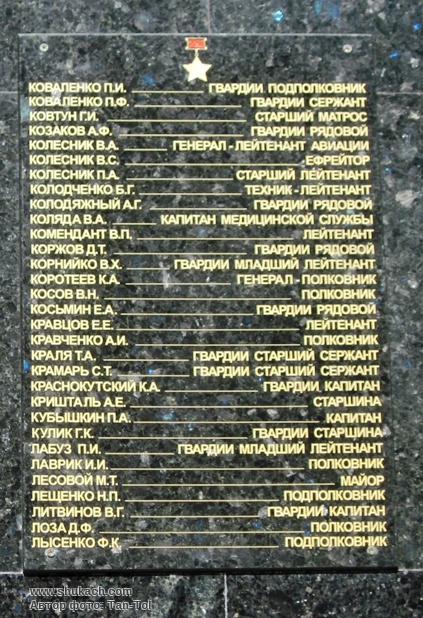 КОВАЛЕНКО П.И. ГВАРДИИ ПОДПОЛКОВНИК
КОВАЛЕНКО П.Ф. ГВАРДИИ СЕРЖАНТ
КОВТУН Г.И. СТАРШИЙ МАТРОС
КОЗАКОВ А.Ф. ГВАРДИИ РЯДОВОЙ
КОЛЕСНИК В.А. ГЕНЕРАЛ-ЛЕЙТЕНАНТ АВИАЦИИ
КОЛЕСНИК В.С. ЕФРЕЙТОР
КОЛЕСНИК П.А. СТАРШИЙ ЛЕЙТЕНАНТ
КОЛОДЧЕНКО Б.Г. ТЕХНИК-ЛЕЙТЕНАНТ
КОЛОДЯЖНЫЙ А.Г. ГВАРДИИ РЯДОВОЙ
КОЛЯДА В.А. КАПИТАН МЕДИЦИНСКОЙ СЛУЖБЫ
КОМЕНДАНТ В.П. ЛЕЙТЕНАНТ
КОРЖОВ Д.Т. ГВАРДИИ РЯДОВОЙ
КОРНИЙКО В.Х. ГВАРДИИ МЛАДШИЙ ЛЕЙТЕНАНТ
КОРОТЕЕВ К.А. ГЕНЕРАЛ-ПОЛКОВНИК
КОСОВ В.Н. ПОЛКОВНИК
КОСЬМИН Е.А. ГВАРДИИ РЯДОВОЙ
КРАВЦОВ Е.Е. ЛЕЙТЕНАНТ
КРАВЧЕНКО А.И. ПОЛКОВНИК
КРАЛЯ Т.А. ГВАРДИИ СТАРШИЙ СЕРЖАНТ
КРАМАРЬ С.Т. ГВАРДИИ СТАРШИЙ СЕРЖАНТ
КРАСНОКУТСКИЙ К.А. ГВАРДИИ КАПИТАН
КРИШТАЛЬ А.Е. СТАРШИНА
КУБЫШКИН П.А. КАПИТАН
КУЛИК Г.К. ГВАРДИИ СТАРШИНА
ЛАБУЗ П.И. ГВАРДИИ МЛАДШИЙ ЛЕЙТЕНАНТ
ЛАВРИК И.И. ПОЛКОВНИК
ЛЕСОВОЙ М.Т. МАЙОР
ЛЕЩЕНКО Н.П. ПОДПОЛКОВНИК
ЛИТВИНОВ В.Г. ГВАРДИИ КАПИТАН
ЛОЗА Д.Ф. ПОЛКОВНИК
ЛЫСЕНКО Ф.К. ПОДПОЛКОВНИК
www.shukach.com
Автор фото: Tan-Tol